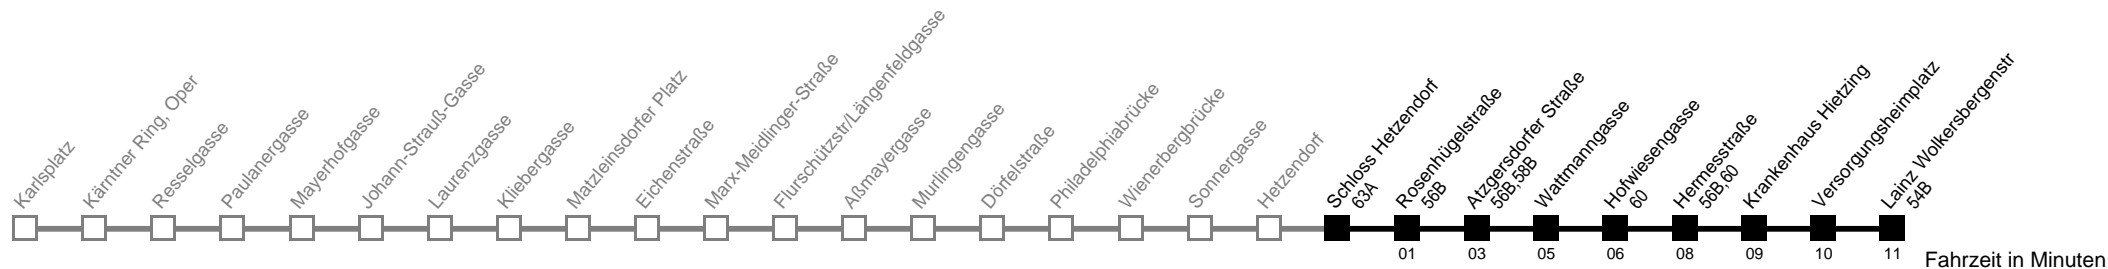 Karlsplatz
Kärntner Ring, Oper
Resselgasse
Paulanergasse
Mayerhofgasse
Johann-Strauß-Gasse
Laurenzgasse
Kliebergasse
Matzleinsdorfer Platz
Eichenstraße
Marx-Meidlinger-Straße
Flurschützstr/Längenfeldgasse
Aßmayergasse
Murlingengasse
Dörfelstraße
Philadelphiabrücke
Wienerbergbrücke
Sonnergasse
Hetzendorf
Schloss Hetzendorf
63A
Rosenhügelstraße
56B
Atzgersdorfer Straße
56B,58B
Wattmanngasse
Hofwiesengasse
60
Hermesstraße
56B,60
Krankenhaus Hietzing
Versorgungsheimplatz
Lainz Wolkersbergenstr
54B
01 03 05 06 08 09 10 11 Fahrzeit in Minuten